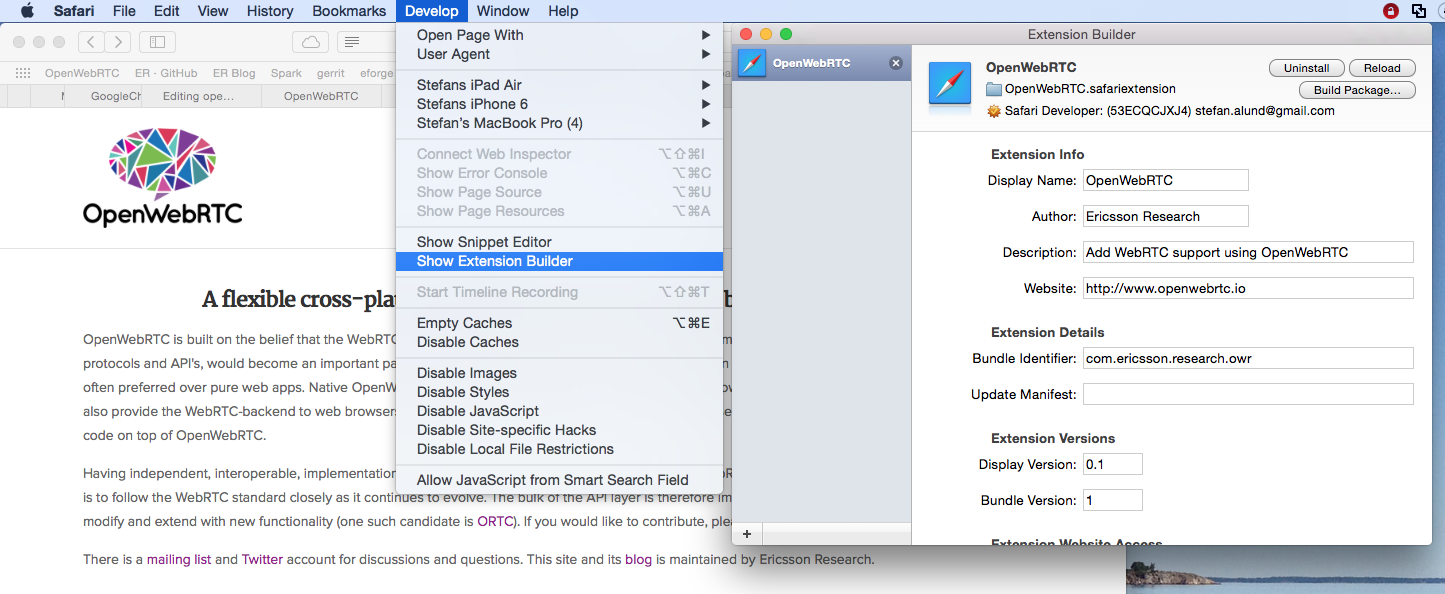 Safari File Edit View History Bookmarks Develop Window Help
OpenWebRTC ER - GitHub ER Blog Spark gerrit eforge
GoogleCh Editing ope... OpenWebRTC
OpenWebRTC
A flexible cross-pla
OpenWebRTC is built on the belief that the WebRTC
protocols and API's, would become an important pa
often preferred over pure web apps. Native OpenW
also provide the WebRTC-backend to web browsers
code on top of OpenWebRTC.
Having independent, interoperable, implementation
is to follow the WebRTC standard closely as it continues to evolve. The bulk of the API layer is therefore im
modify and extend with new functionality (one such candidate is ORTC). If you would like to contribute, plea
There is a mailing list and Twitter account for discussions and questions. This site and its blog is maintained by Ericsson Research.
Open Page With
User Agent
Stefans iPad Air
Stefans iPhone 6
Stefan's MacBook Pro (4)
Connect Web Inspector ⌥⇧⌘I
Show Error Console ⌥⌘C
Show Page Source ⌥⌘U
Show Page Resources ⌥⌘A
Show Snippet Editor
Show Extension Builder
Start Timeline Recording ⌥⇧⌘T
Empty Caches ⌥⌘E
Disable Caches
Disable Images
Disable Styles
Disable JavaScript
Disable Site-specific Hacks
Disable Local File Restrictions
Allow JavaScript from Smart Search Field
Extension Builder
OpenWebRTC
OpenWebRTC
Uninstall Reload
OpenWebRTC.safariextension
Build Package...
Safari Developer: (53ECQCJXJ4) stefan.alund@gmail.com
Extension Info
Display Name: OpenWebRTC
Author: Ericsson Research
Description: Add WebRTC support using OpenWebRTC
Website: http://www.openwebrtc.io
Extension Details
Bundle Identifier: com.ericsson.research.owr
Update Manifest:
Extension Versions
Display Version: 0.1
Bundle Version: 1
Extension Website Access